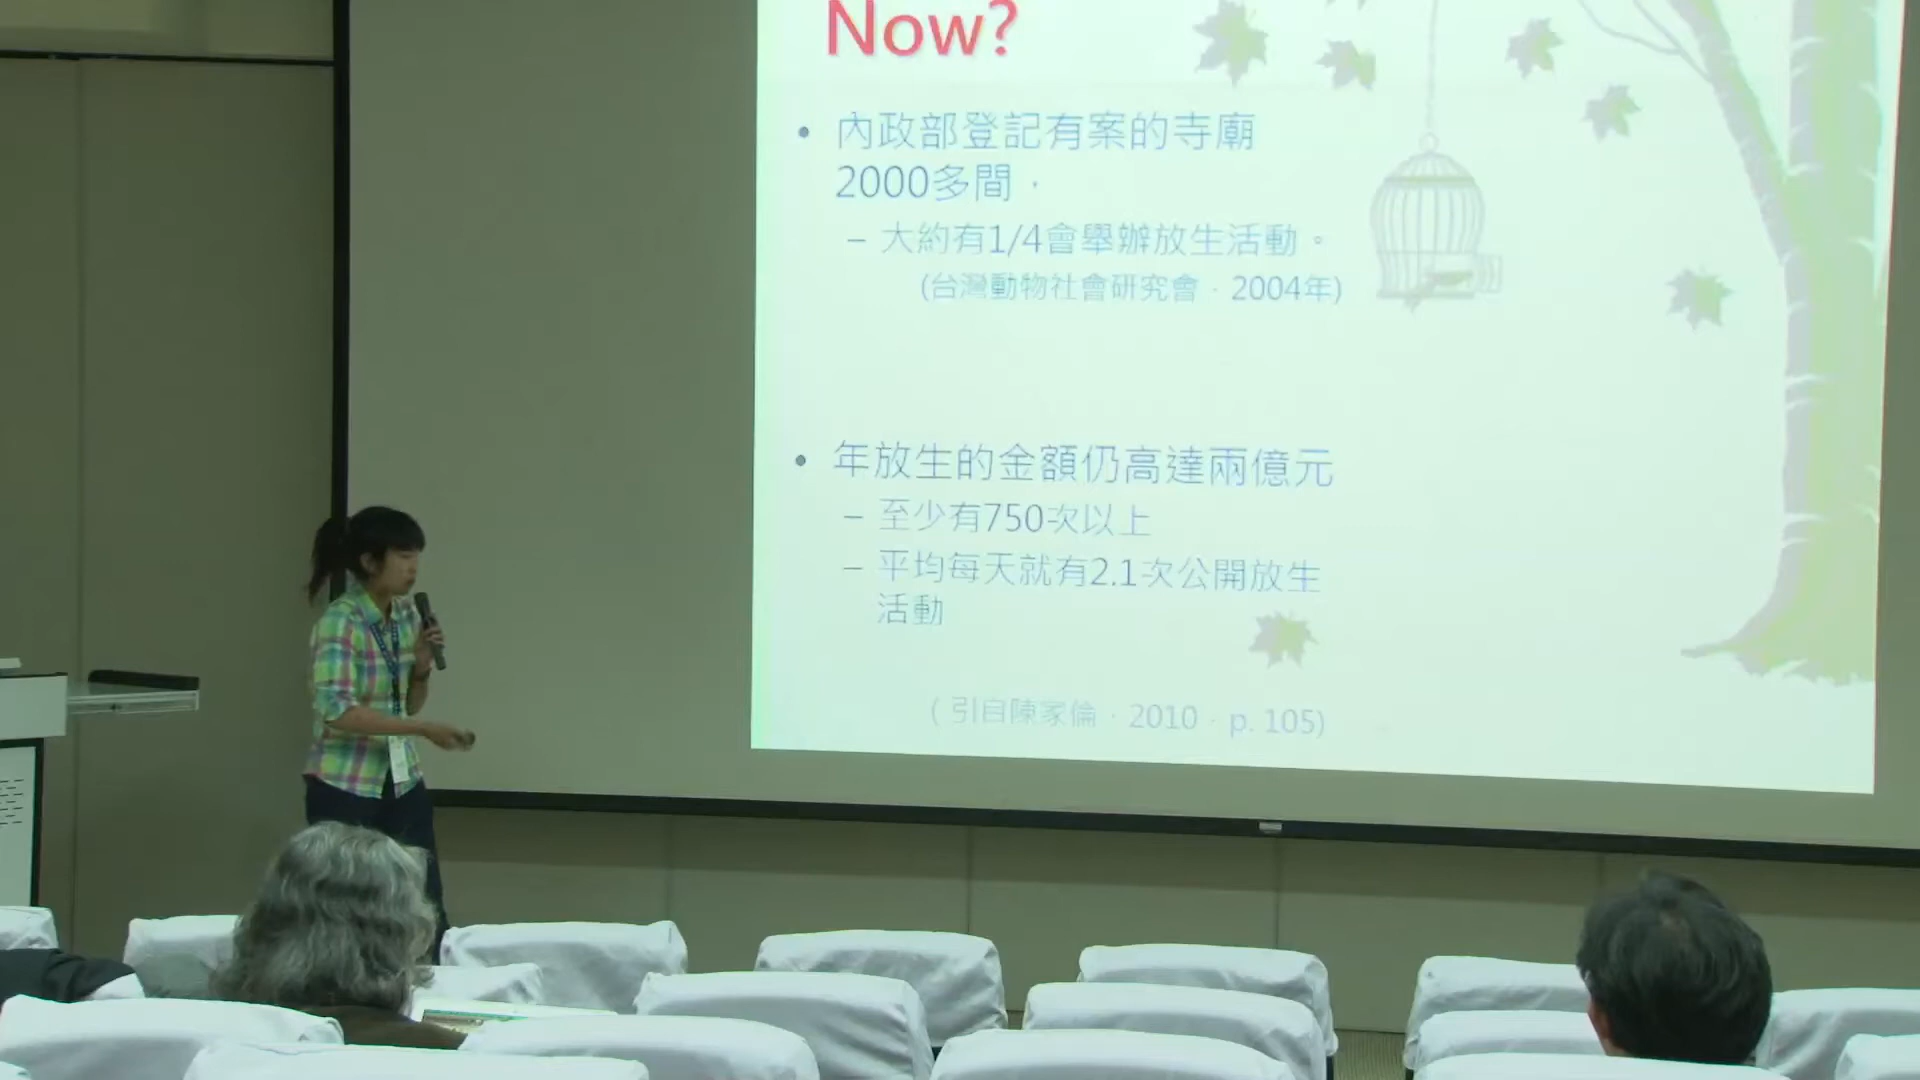 Now?
• 內政部登記有案的寺廟
2000多間，
– 大約有1/4會舉辦放生活動。
(台灣動物社會研究會，2004年)
• 年放生的金額仍高達兩億元
– 至少有750次以上
– 平均每天就有2.1次公開放生
活動
( 引自陳家倫，2010，p. 105)